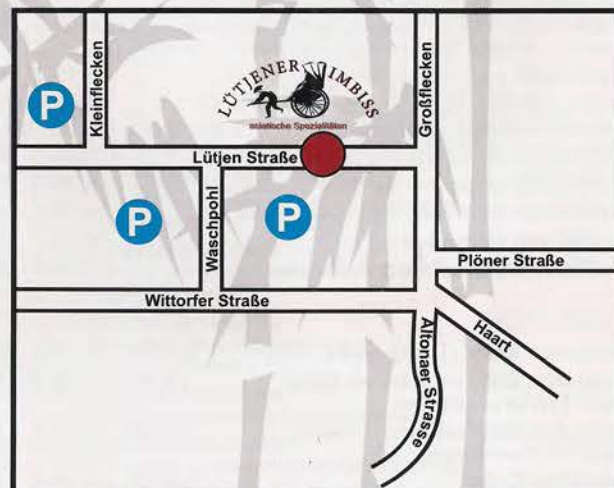 LÜTJENER IMBISS
asiatische Spezialitäten
P
Kleinflecken
Großflecken
Lütjen Straße
P
Waschpohl
P
Plöner Straße
Wittorfer Straße
Altonaer Strasse
Haart